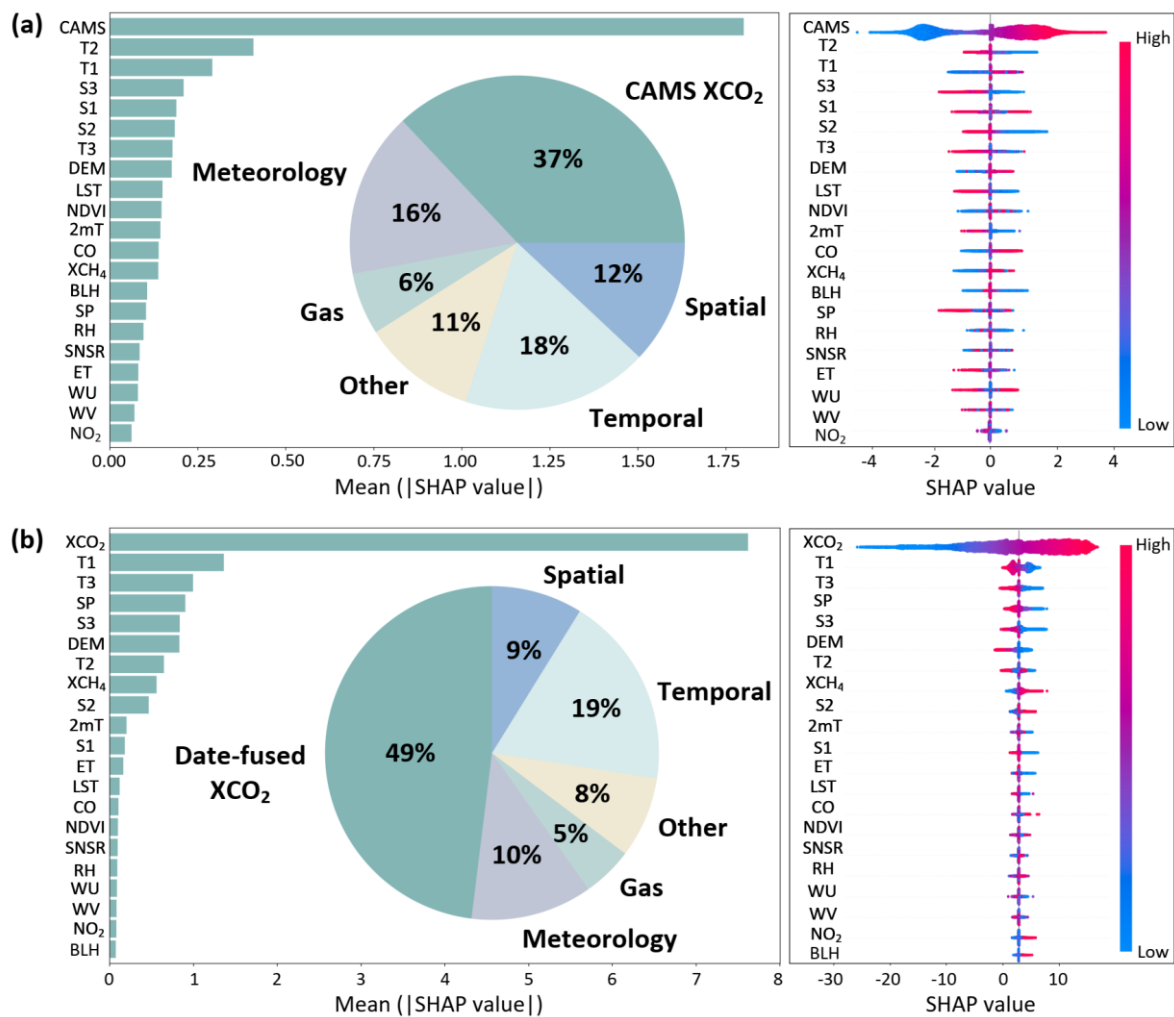 (a)
CAMS
T2
T1
S3
S1
S2
T3
DEM
LST
NDVI
2mT
CO
XCH₄
BLH
SP
RH
SNSR
ET
WU
WV
NO₂
CAMS XCO₂
37%
Meteorology
16%
Gas
6%
Other
11%
18%
Temporal
12%
Spatial
0.00 0.25 0.50 0.75 1.00 1.25 1.50 1.75
Mean (|SHAP value|)
CAMS
T2
T1
S3
S1
S2
T3
DEM
LST
NDVI
2mT
CO
XCH₄
BLH
SP
RH
SNSR
ET
WU
WV
NO₂
High
Low
-4 -2 0 2 4
SHAP value
(b)
XCO₂
T1
T3
SP
S3
DEM
T2
XCH₄
S2
2mT
S1
ET
LST
CO
NDVI
SNSR
RH
WU
WV
NO₂
BLH
Spatial
9%
Temporal
19%
Date-fused
XCO₂
49%
8%
Other
5%
Gas
10%
Meteorology
0 1 2 3 4 5 6 7 8
Mean (|SHAP value|)
XCO₂
T1
T3
SP
S3
DEM
T2
XCH₄
S2
2mT
S1
ET
LST
CO
NDVI
SNSR
RH
WU
WV
NO₂
BLH
High
Low
-30 -20 -10 0 10
SHAP value